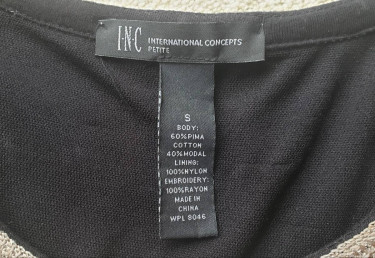 I·N·C INTERNATIONAL CONCEPTS®
PETITE
S
BODY:
60%PIMA
COTTON
40%MODAL
LINING:
100%NYLON
EMBROIDERY:
100%RAYON
MADE IN
CHINA
WPL 8046